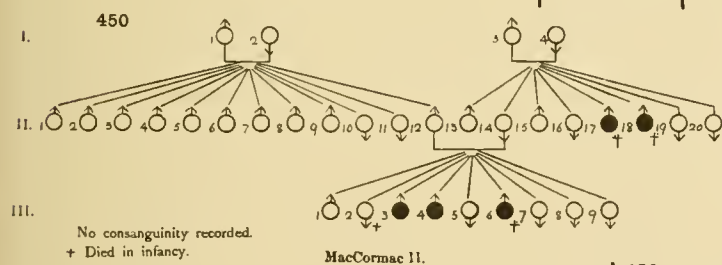 450
I. 1 2 3 4
II. 1 2 3 4 5 6 7 8 9 10 11 12 13 14 15 16 17 18 19 20
† †
III. 1 2 3 4 5 6 7 8 9
† †
No consanguinity recorded.
† Died in infancy.
MacCormac II.